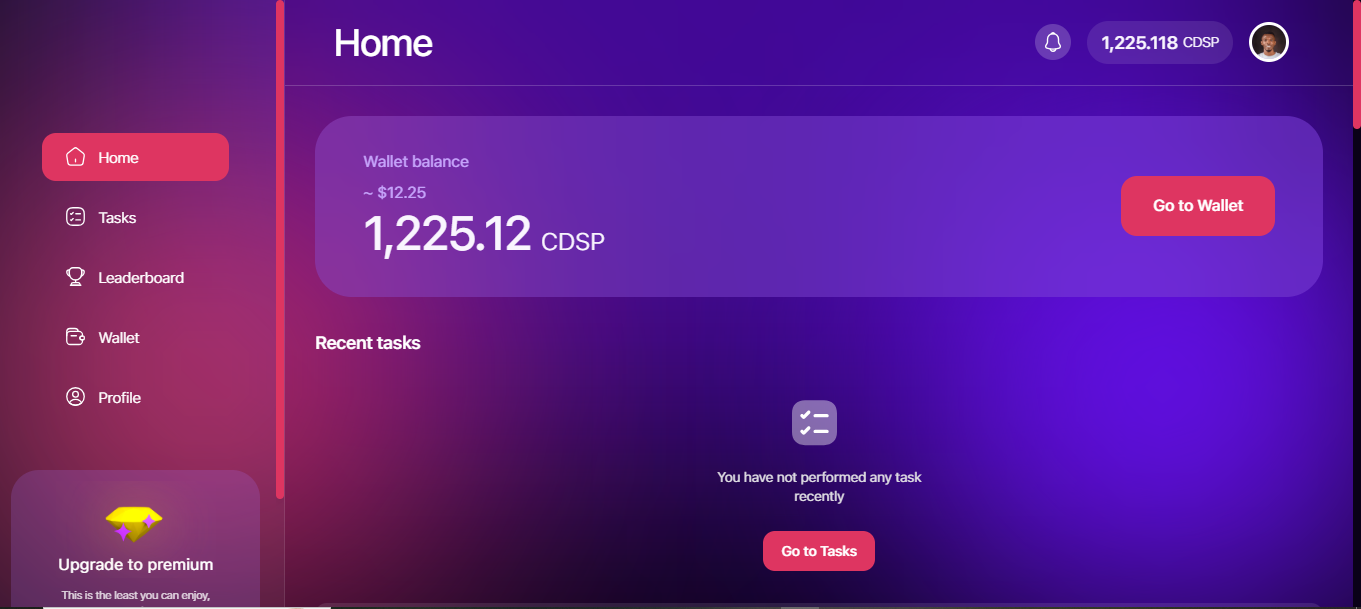 Home
1,225.118 CDSP
Home
Tasks
Leaderboard
Wallet
Profile
Upgrade to premium
This is the least you can enjoy,
Wallet balance
~ $12.25
1,225.12 CDSP
Go to Wallet
Recent tasks
You have not performed any task
recently
Go to Tasks